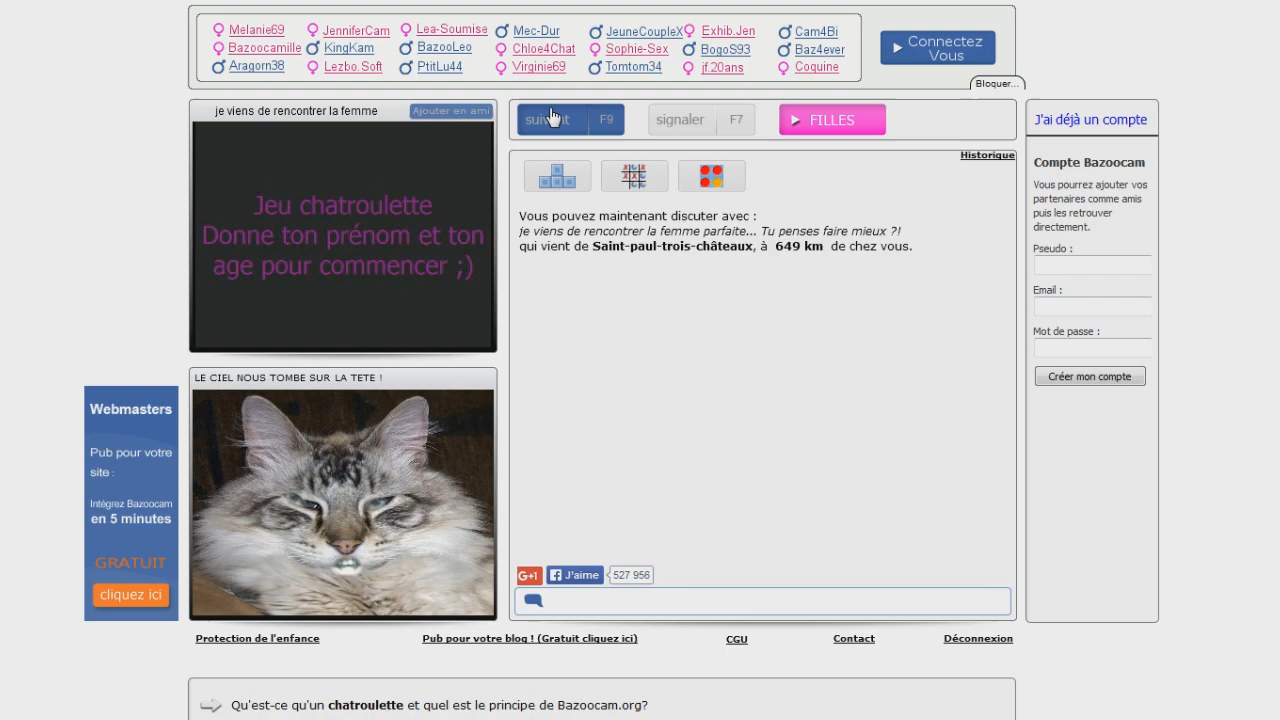 Melanie69 JenniferCam Lea-Soumise Mec-Dur JeuneCoupleX Exhib.Jen Cam4Bi
Bazoocamille KingKam BazooLeo Chloe4Chat Sophie-Sex BogoS93 Baz4ever
Aragorn38 Lezbo.Soft PtitLu44 Virginie69 Tomtom34 jf.20ans Coquine
Connectez
Vous
Bloquer...
je viens de rencontrer la femme
Ajouter en ami
Jeu chatroulette
Donne ton prénom et ton
age pour commencer ;)
LE CIEL NOUS TOMBE SUR LA TETE !
Webmasters
Pub pour votre
site :
Intégrez Bazoocam
en 5 minutes
GRATUIT
cliquez ici
suivant F9
signaler F7
FILLES
Historique
Vous pouvez maintenant discuter avec :
je viens de rencontrer la femme parfaite... Tu penses faire mieux ?!
qui vient de Saint-paul-trois-châteaux, à 649 km de chez vous.
G+1 J'aime 527 956
J'ai déjà un compte
Compte Bazoocam
Vous pourrez ajouter vos
partenaires comme amis
puis les retrouver
directement.
Pseudo :
Email :
Mot de passe :
Créer mon compte
Protection de l'enfance Pub pour votre blog ! (Gratuit cliquez ici) CGU Contact Déconnexion
Qu'est-ce qu'un chatroulette et quel est le principe de Bazoocam.org?